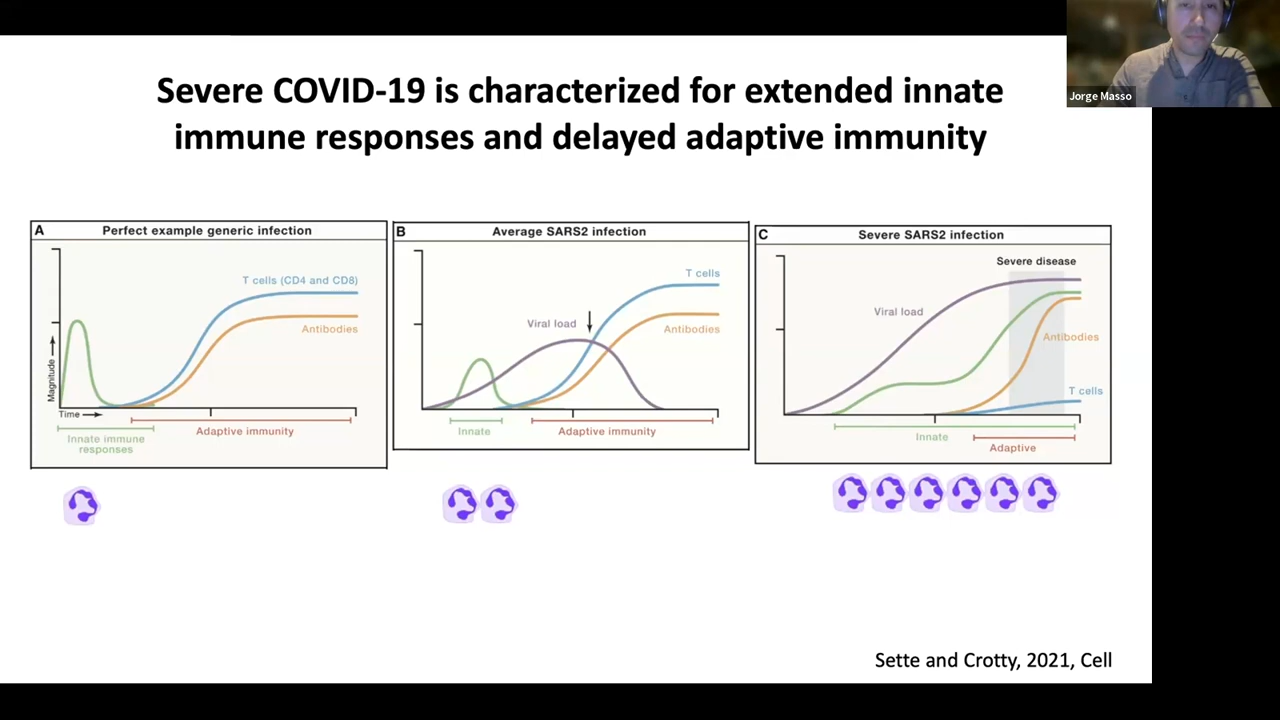 Jorge Masso
Severe COVID-19 is characterized for extended innate
immune responses and delayed adaptive immunity
A
Perfect example generic infection
T cells (CD4 and CD8)
Antibodies
Magnitude
Time
Innate immune
responses
Adaptive immunity
B
Average SARS2 infection
T cells
Viral load
Antibodies
Innate
Adaptive immunity
C
Severe SARS2 infection
Severe disease
Viral load
Antibodies
T cells
Innate
Adaptive
Sette and Crotty, 2021, Cell